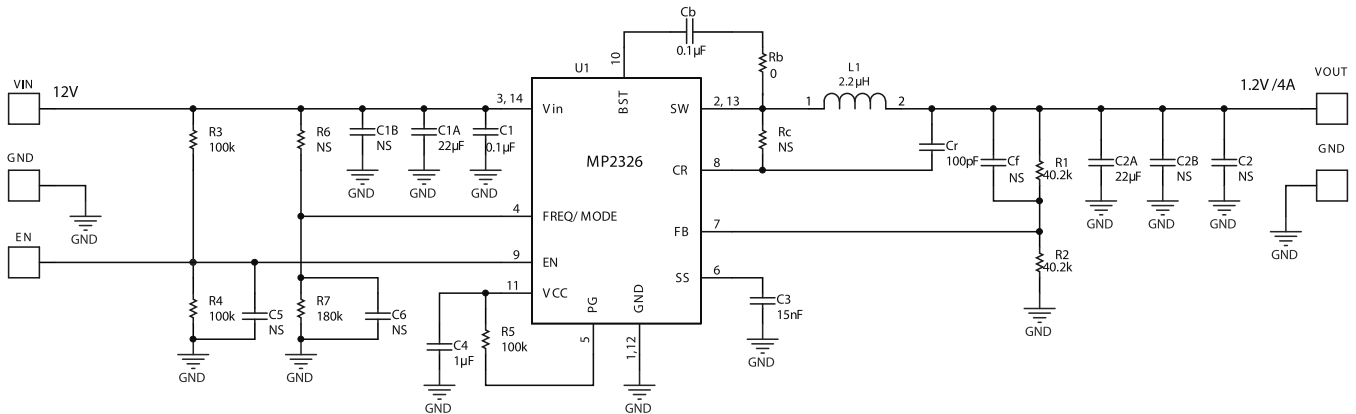 Cb
0.1µF
Rb
0
10
U1
BST
L1
2.2µH
VIN
12V
3, 14
Vin
SW
2, 13
1
2
1.2V /4A
VOUT
R3
100k
R6
NS
C1B
NS
C1A
22µF
C1
0.1µF
GND
GND
GND
MP2326
Rc
NS
CR
8
Cr
100pF
Cf
NS
R1
40.2k
C2A
22µF
C2B
NS
C2
NS
GND
GND
GND
GND
GND
GND
4
FREQ/ MODE
FB
7
GND
EN
9
EN
R2
40.2k
SS
6
GND
11
VCC
PG
GND
C3
15nF
R4
100k
C5
NS
R7
180k
C6
NS
C4
1µF
R5
100k
5
1,12
GND
GND
GND
GND
GND
GND